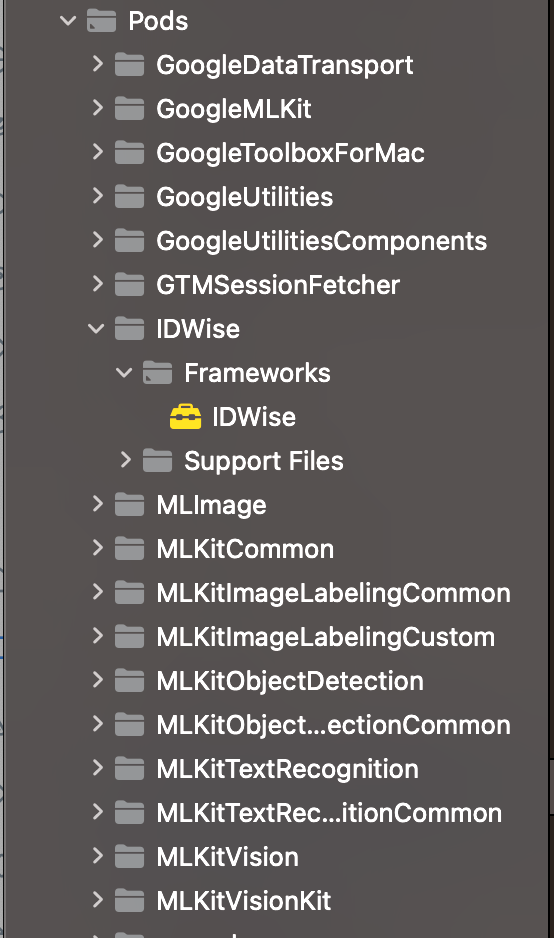 Pods
GoogleDataTransport
GoogleMLKit
GoogleToolboxForMac
GoogleUtilities
GoogleUtilitiesComponents
GTMSessionFetcher
IDWise
Frameworks
IDWise
Support Files
MLImage
MLKitCommon
MLKitImageLabelingCommon
MLKitImageLabelingCustom
MLKitObjectDetection
MLKitObject...ectionCommon
MLKitTextRecognition
MLKitTextRec...itionCommon
MLKitVision
MLKitVisionKit